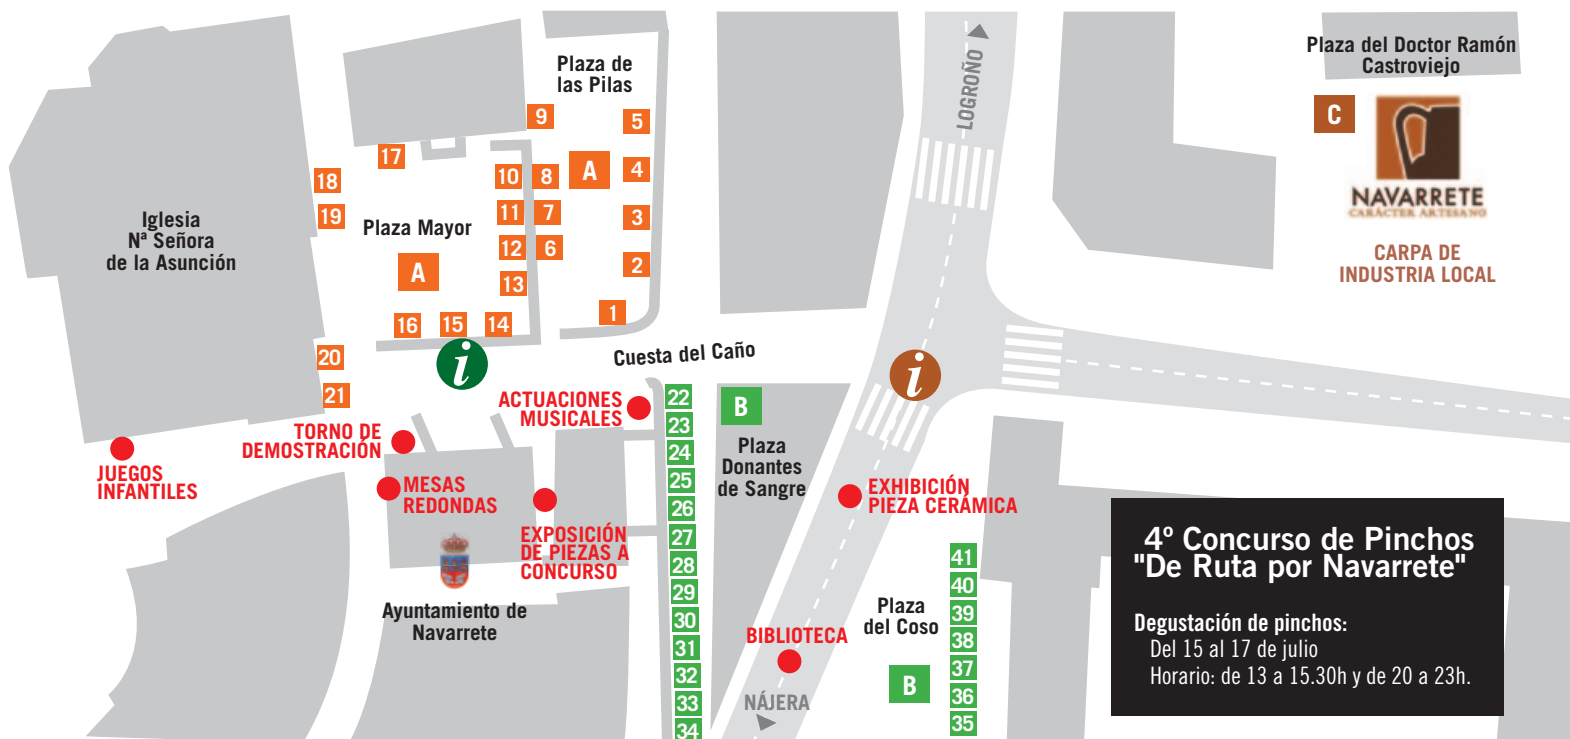 Plaza de
las Pilas
LOGROÑO
Plaza del Doctor Ramón
Castroviejo
C
NAVARRETE
CARÁCTER ARTESANO
CARPA DE
INDUSTRIA LOCAL
9
5
17
10
8
A
4
18
19
11
7
3
Iglesia
Nª Señora
de la Asunción
Plaza Mayor
A
12
6
2
13
1
16
15
14
i
20
21
Cuesta del Caño
i
ACTUACIONES
MUSICALES
TORNO DE
DEMOSTRACIÓN
JUEGOS
INFANTILES
MESAS
REDONDAS
EXPOSICIÓN
DE PIEZAS A
CONCURSO
Ayuntamiento de
Navarrete
22
23
24
25
26
27
28
29
30
31
32
33
34
B
Plaza
Donantes
de Sangre
EXHIBICIÓN
PIEZA CERÁMICA
BIBLIOTECA
NÁJERA
Plaza
del Coso
B
41
40
39
38
37
36
35
4º Concurso de Pinchos
"De Ruta por Navarrete"
Degustación de pinchos:
Del 15 al 17 de julio
Horario: de 13 a 15.30h y de 20 a 23h.